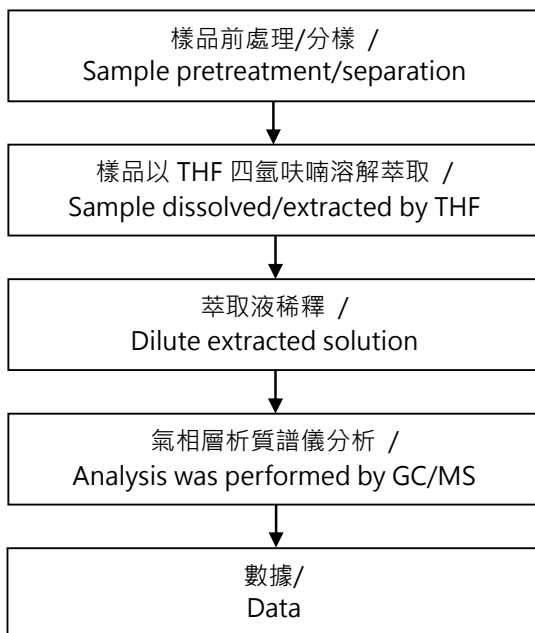 樣品前處理/分樣 /
Sample pretreatment/separation
樣品以 THF 四氫呋喃溶解萃取 /
Sample dissolved/extracted by THF
萃取液稀釋 /
Dilute extracted solution
氣相層析質譜儀分析 /
Analysis was performed by GC/MS
數據/
Data